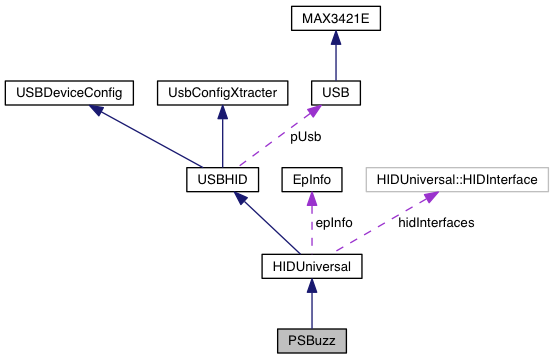 MAX3421E
USBDeviceConfig
UsbConfigXtracter
USB
pUsb
USBHID
EpInfo
HIDUniversal::HIDInterface
epInfo
hidInterfaces
HIDUniversal
PSBuzz